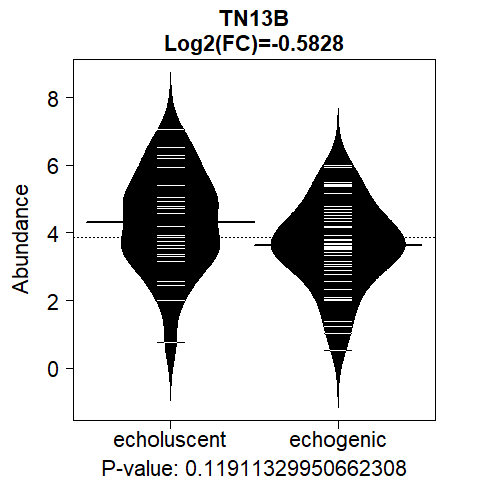 TN13B
Log2(FC)=-0.5828
Abundance
8
6
4
2
0
echoluscent echogenic
P-value: 0.11911329950662308